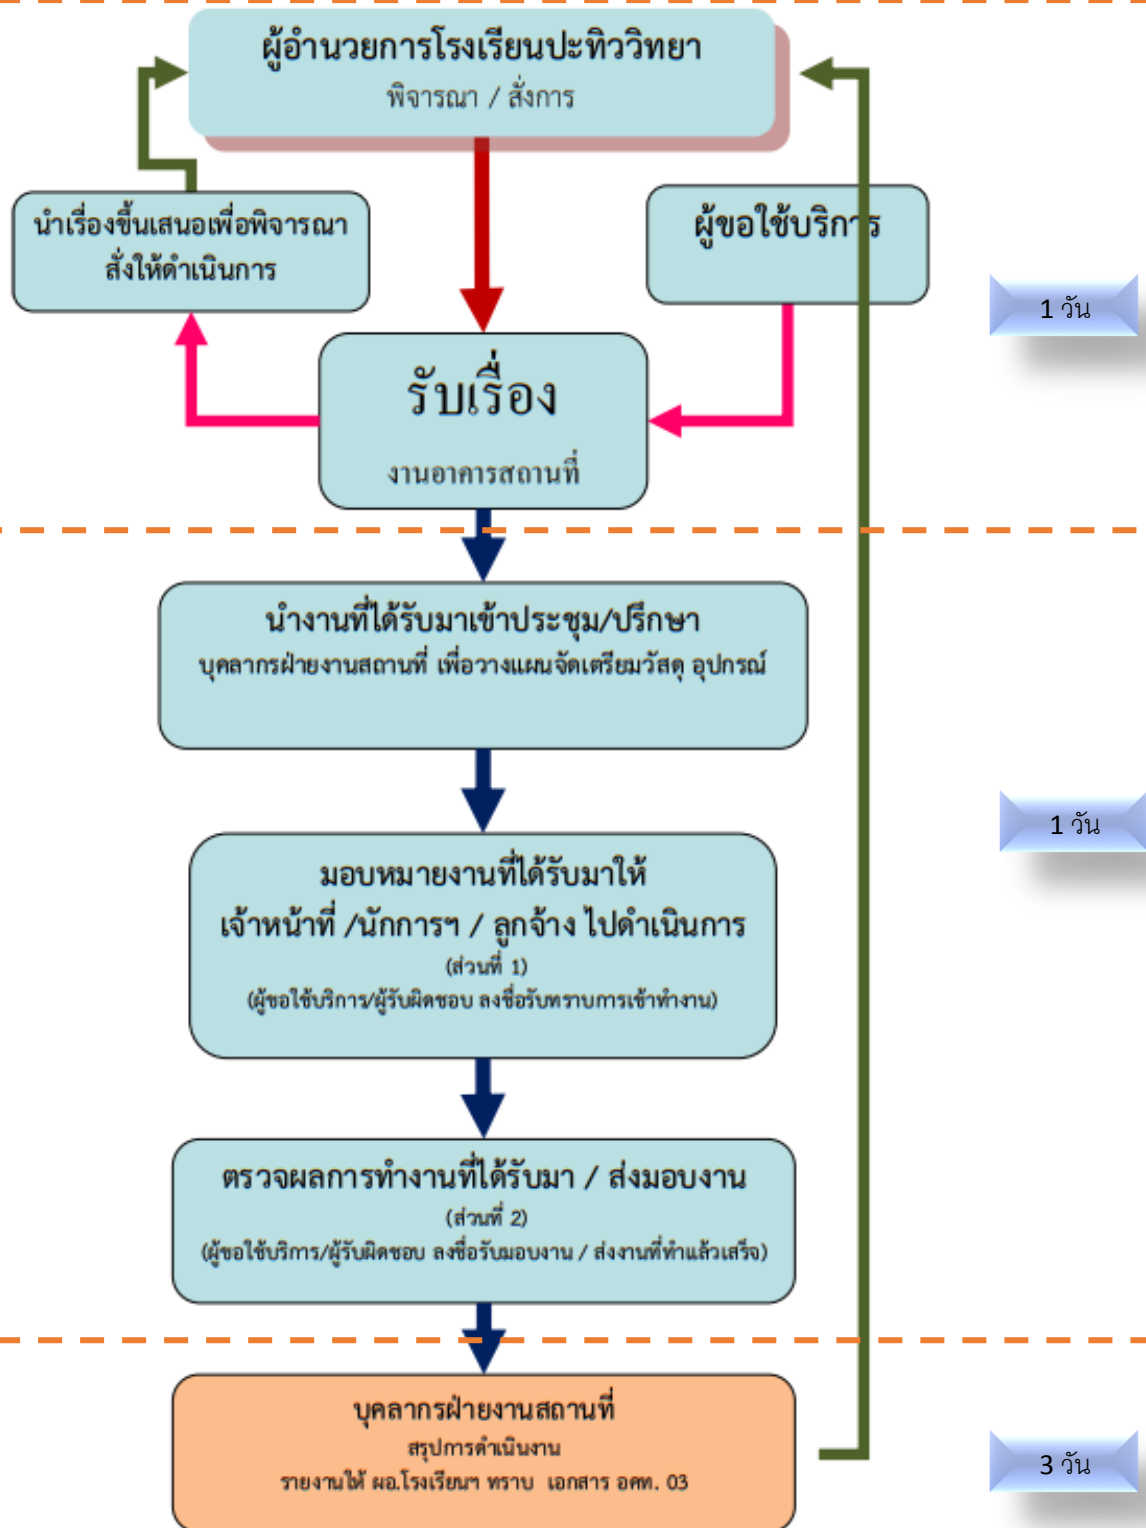 ผู้อำนวยการโรงเรียนปะทิววิทยา
พิจารณา / สั่งการ
นำเรื่องขึ้นเสนอเพื่อพิจารณา
สั่งให้ดำเนินการ
ผู้ขอใช้บริการ
1 วัน
รับเรื่อง
งานอาคารสถานที่
นำงานที่ได้รับมาเข้าประชุม/ปรึกษา
บุคลากรฝ่ายงานสถานที่ เพื่อวางแผนจัดเตรียมวัสดุ อุปกรณ์
1 วัน
มอบหมายงานที่ได้รับมาให้
เจ้าหน้าที่ /นักการฯ / ลูกจ้าง ไปดำเนินการ
(ส่วนที่ 1)
(ผู้ขอใช้บริการ/ผู้รับผิดชอบ ลงชื่อรับทราบการเข้าทำงาน)
ตรวจผลการทำงานที่ได้รับมา / ส่งมอบงาน
(ส่วนที่ 2)
(ผู้ขอใช้บริการ/ผู้รับผิดชอบ ลงชื่อรับมอบงาน / ส่งงานที่ทำแล้วเสร็จ)
บุคลากรฝ่ายงานสถานที่
สรุปการดำเนินงาน
รายงานให้ ผอ.โรงเรียนฯ ทราบ เอกสาร อคท. 03
3 วัน